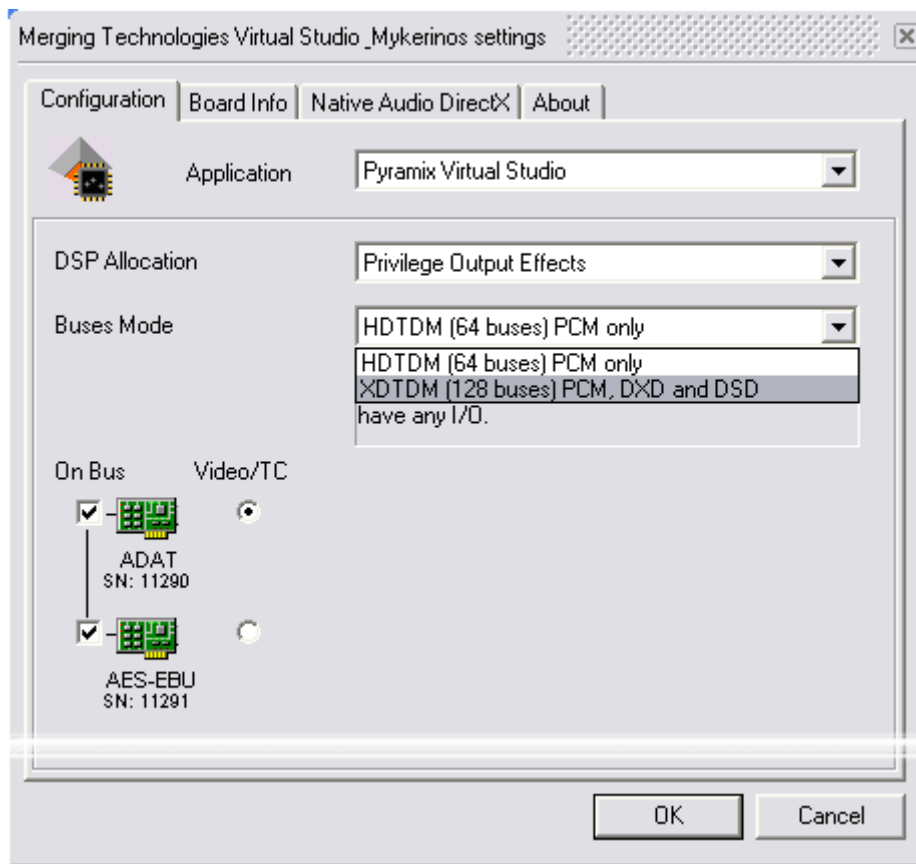 Merging Technologies Virtual Studio _Mykerinos settings
Configuration Board Info Native Audio DirectX About
Application Pyramix Virtual Studio
DSP Allocation Privilege Output Effects
Buses Mode HDTDM (64 buses) PCM only
HDTDM (64 buses) PCM only
XDTDM (128 buses) PCM, DXD and DSD
have any I/O.
On Bus Video/TC
ADAT
SN: 11290
AES-EBU
SN: 11291
OK Cancel